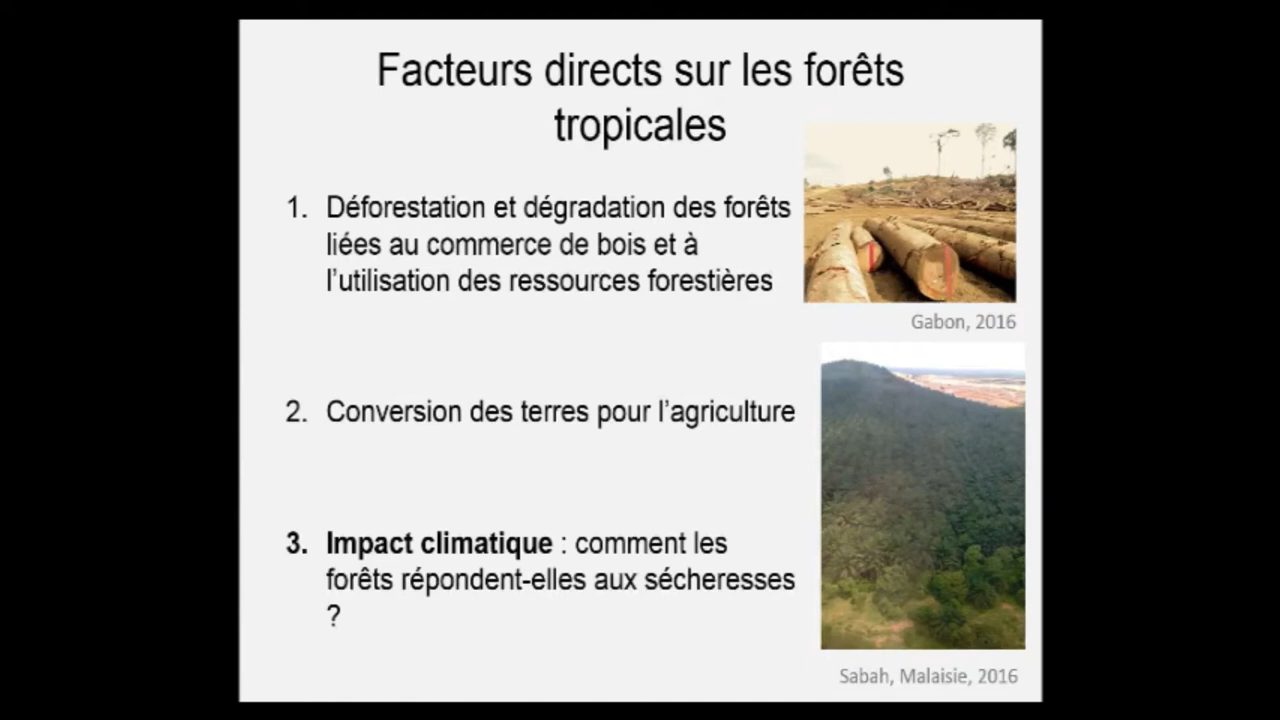 Facteurs directs sur les forêts
tropicales
1. Déforestation et dégradation des forêts
liées au commerce de bois et à
l'utilisation des ressources forestières
Gabon, 2016
2. Conversion des terres pour l'agriculture
3. Impact climatique : comment les
forêts répondent-elles aux sécheresses
?
Sabah, Malaisie, 2016